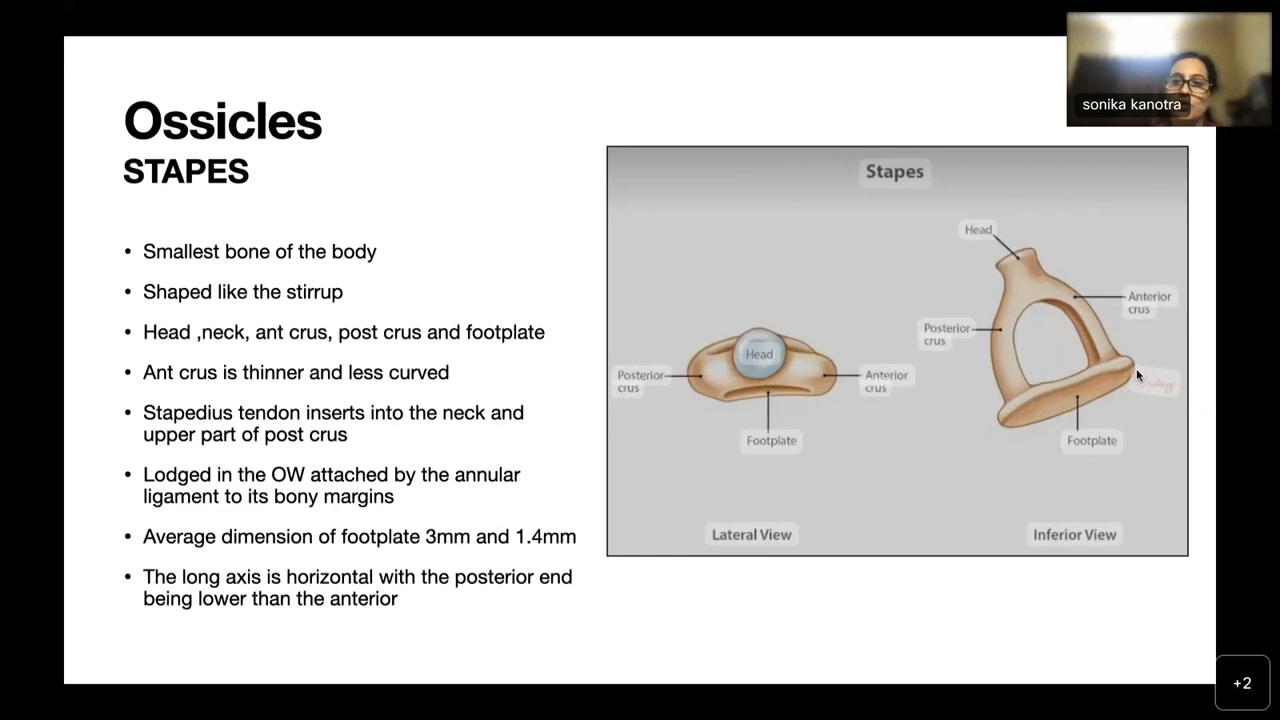 Ossicles
STAPES
• Smallest bone of the body
• Shaped like the stirrup
• Head ,neck, ant crus, post crus and footplate
• Ant crus is thinner and less curved
• Stapedius tendon inserts into the neck and
upper part of post crus
• Lodged in the OW attached by the annular
ligament to its bony margins
• Average dimension of footplate 3mm and 1.4mm
• The long axis is horizontal with the posterior end
being lower than the anterior
sonika kanotra
Stapes
Head
Posterior
crus
Anterior
crus
Footplate
Lateral View
Head
Anterior
crus
Posterior
crus
Footplate
Inferior View
+2